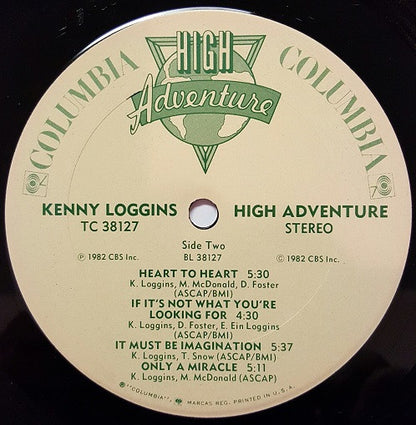 COLUMBIA
HIGH
Adventure
COLUMBIA
KENNY LOGGINS
TC 38127
HIGH ADVENTURE
STEREO
Side Two
℗ 1982 CBS Inc.
BL 38127
© 1982 CBS Inc.
HEART TO HEART 5:30
K. Loggins, M. McDonald, D. Foster
(ASCAP/BMI)
IF IT'S NOT WHAT YOU'RE
LOOKING FOR 4:30
K. Loggins, D. Foster, E. Ein Loggins
(ASCAP/BMI)
IT MUST BE IMAGINATION 5:37
K. Loggins, T. Snow (ASCAP/BMI)
ONLY A MIRACLE 5:11
K. Loggins, M. McDonald (ASCAP)
® "COLUMBIA", MARCAS REG. PRINTED IN U.S.A.